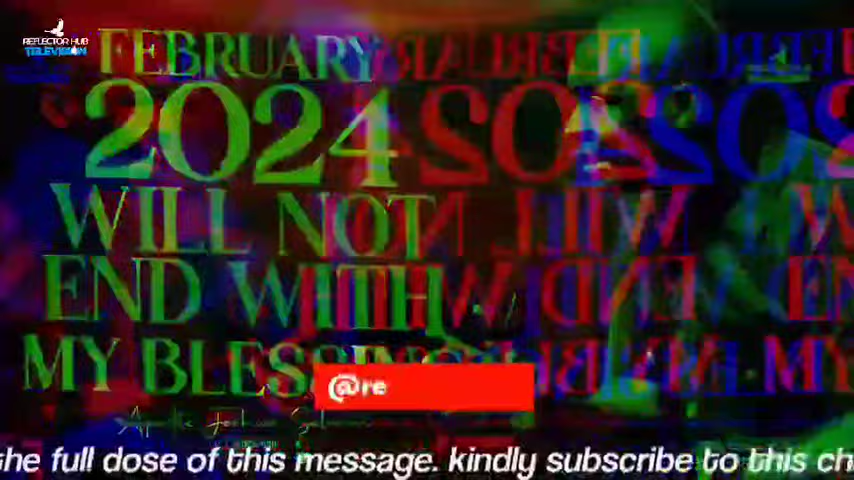 REFLECTOR HUB
TELEVISION
FEBRUARY
2024
WILL NOT
END WITH
MY BLESSING
@re
the full dose of this message. kindly subscribe to this ch